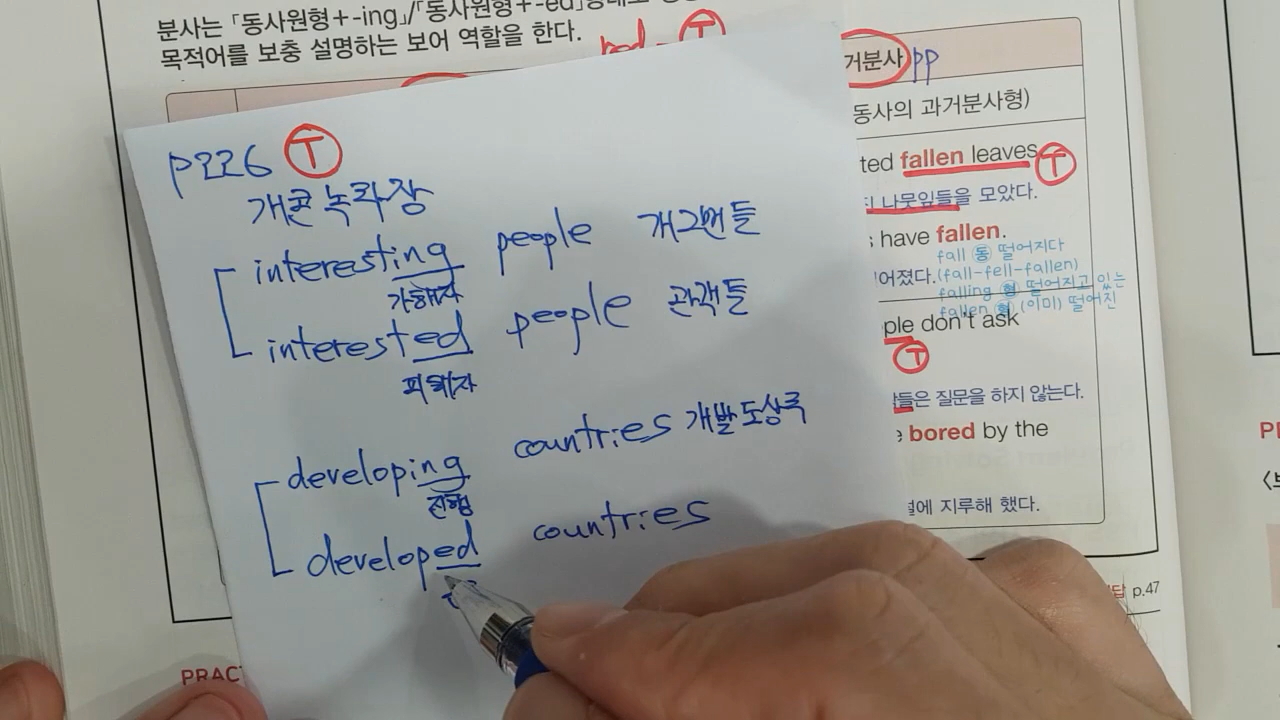 분사는 「동사원형+-ing」/「동사원형+-ed」
목적어를 보충 설명하는 보어 역할을 한다.
T
거분사 pp
동사의 과거분사형)
ted fallen leaves T
나뭇잎들을 모았다.
have fallen.
fall 동 떨어지다
어졌다.(fall-fell-fallen)
falling 형 떨어지고 있는
fallen 형 (이미) 떨어진
ple don't ask
T
들은 질문을 하지 않는다.
e bored by the
에 지루해 했다.
p.47
PRAC
P226 T
개콘녹화장
interesting people 개그맨들
가해자
interested people 관객들
피해자
developing countries 개발도상국
진행
developed countries